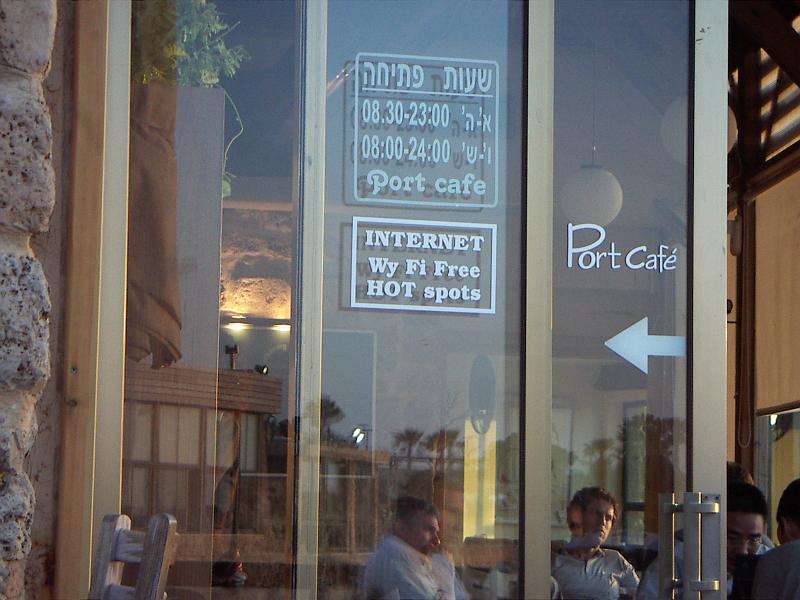 שעות פתיחה
א'-ה' 08.30-23:00
ו'-ש' 08:00-24:00
Port cafe
INTERNET
Wy Fi Free
HOT spots
Port Café